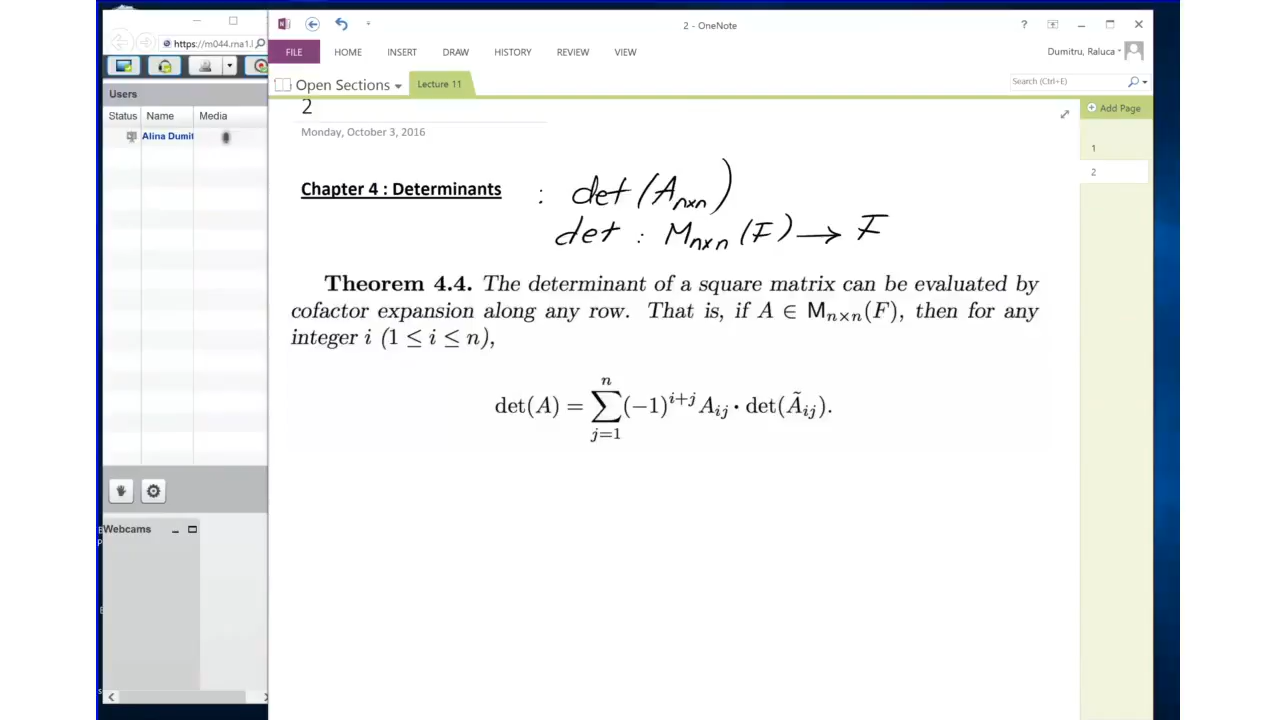 2 - OneNote
?
https://m044.rna1.l
Dumitru, Raluca
FILE HOME INSERT DRAW HISTORY REVIEW VIEW
Open Sections Lecture 11
Search (Ctrl+E)
Users
Status Name Media
Alina Dumit
2
Monday, October 3, 2016
Add Page
1
2
Chapter 4 : Determinants : det(A_{n×n})
det : M_{n×n}(F) → F
Theorem 4.4. The determinant of a square matrix can be evaluated by
cofactor expansion along any row. That is, if A ∈ M_{n×n}(F), then for any
integer i (1 ≤ i ≤ n),
det(A) = \sum_{j=1}^{n} (−1)^{i+j} A_{ij} · det(Ã_{ij}).
Webcams